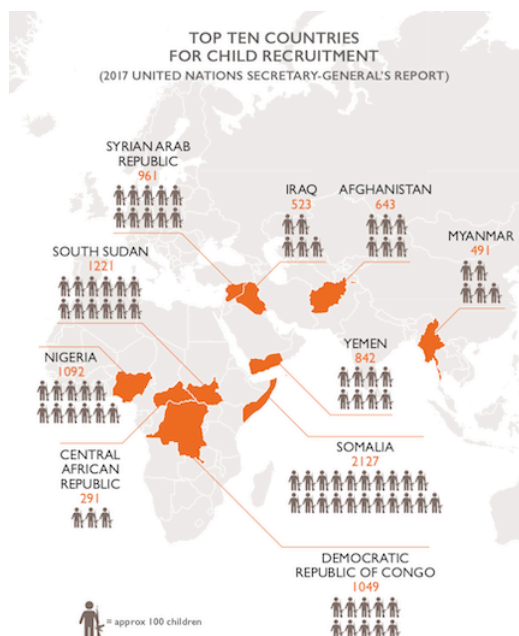 TOP TEN COUNTRIES
FOR CHILD RECRUITMENT
(2017 UNITED NATIONS SECRETARY-GENERAL'S REPORT)
SYRIAN ARAB
REPUBLIC
961
IRAQ
523
AFGHANISTAN
643
MYANMAR
491
SOUTH SUDAN
1221
NIGERIA
1092
YEMEN
842
CENTRAL
AFRICAN
REPUBLIC
291
SOMALIA
2127
DEMOCRATIC
REPUBLIC OF CONGO
1049
= approx 100 children